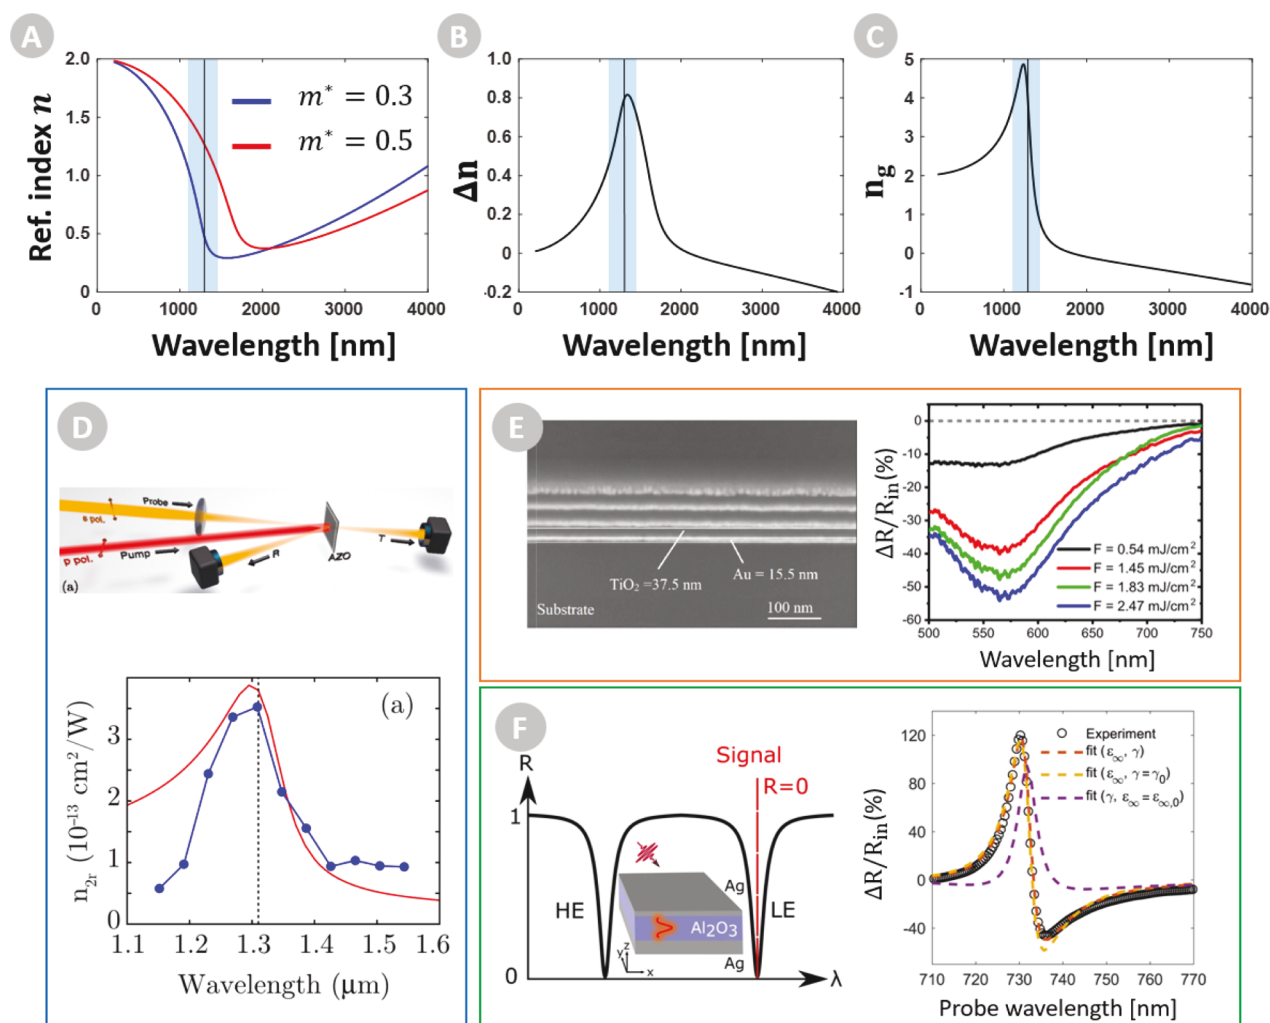 A
B
C
2.0
1.5
1.0
0.5
0
Ref. index n
m* = 0.3
m* = 0.5
0
1000
2000
3000
4000
Wavelength [nm]
1.0
0.8
0.6
0.4
0.2
0
-0.2
Δn
0
1000
2000
3000
4000
Wavelength [nm]
5
4
3
2
1
0
-1
n_g
0
1000
2000
3000
4000
Wavelength [nm]
D
Probe
s pol.
p pol.
Pump
R
AZO
T
(a)
(a)
3
2
1
0
n_2r (10⁻¹³ cm²/W)
1.1
1.2
1.3
1.4
1.5
1.6
Wavelength (μm)
E
TiO₂ =37.5 nm
Au = 15.5 nm
Substrate
100 nm
0
-10
-20
-30
-40
-50
-60
ΔR/R_in(%)
F = 0.54 mJ/cm²
F = 1.45 mJ/cm²
F = 1.83 mJ/cm²
F = 2.47 mJ/cm²
500
550
600
650
700
750
Wavelength [nm]
F
R
1
0
Signal
R=0
HE
LE
Ag
Al₂O₃
Ag
z
y
x
λ
120
80
40
0
-40
ΔR/R_in(%)
Experiment
fit (ε_∞, γ)
fit (ε_∞, γ = γ₀)
fit (γ, ε_∞ = ε_∞,0)
710
720
730
740
750
760
770
Probe wavelength [nm]